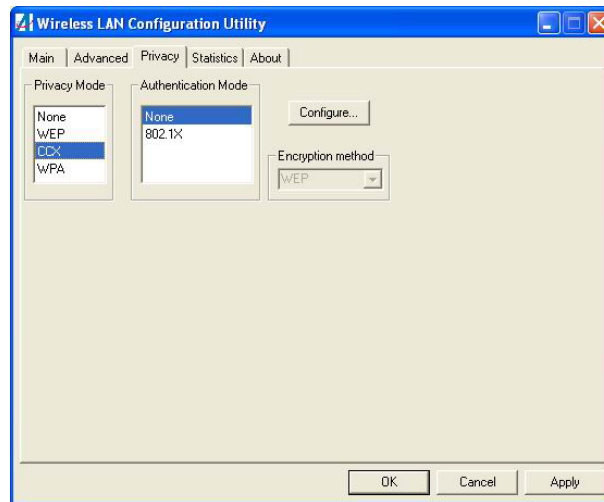 Wireless LAN Configuration Utility
Main Advanced Privacy Statistics About
Privacy Mode
None
WEP
CCX
WPA
Authentication Mode
None
802.1X
Configure...
Encryption method
WEP
OK Cancel Apply